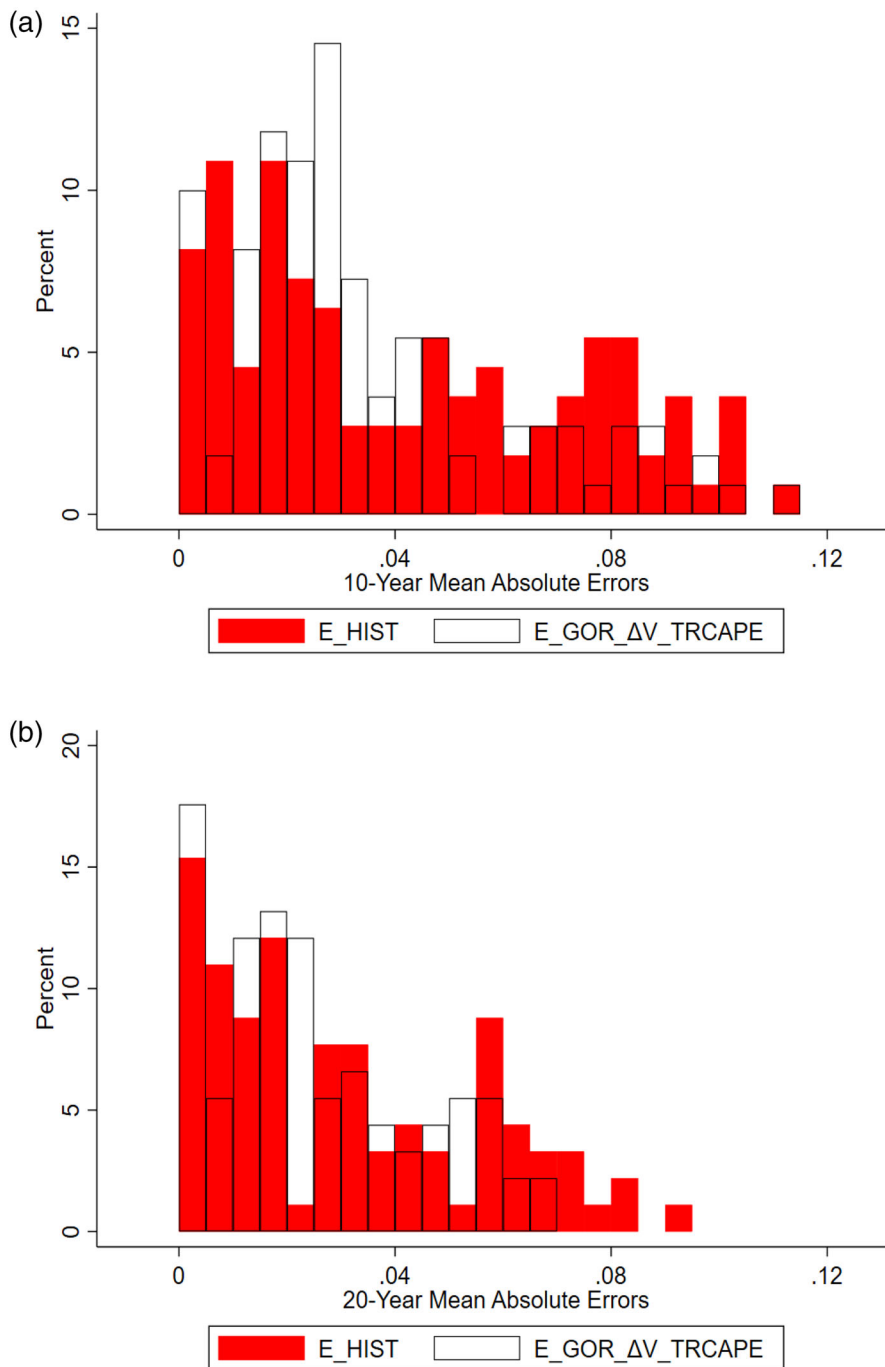 (a)
15
10
5
0
Percent
0 .04 .08 .12
10-Year Mean Absolute Errors
E_HIST E_GOR_ΔV_TRCAPE
(b)
20
15
10
5
0
Percent
0 .04 .08 .12
20-Year Mean Absolute Errors
E_HIST E_GOR_ΔV_TRCAPE